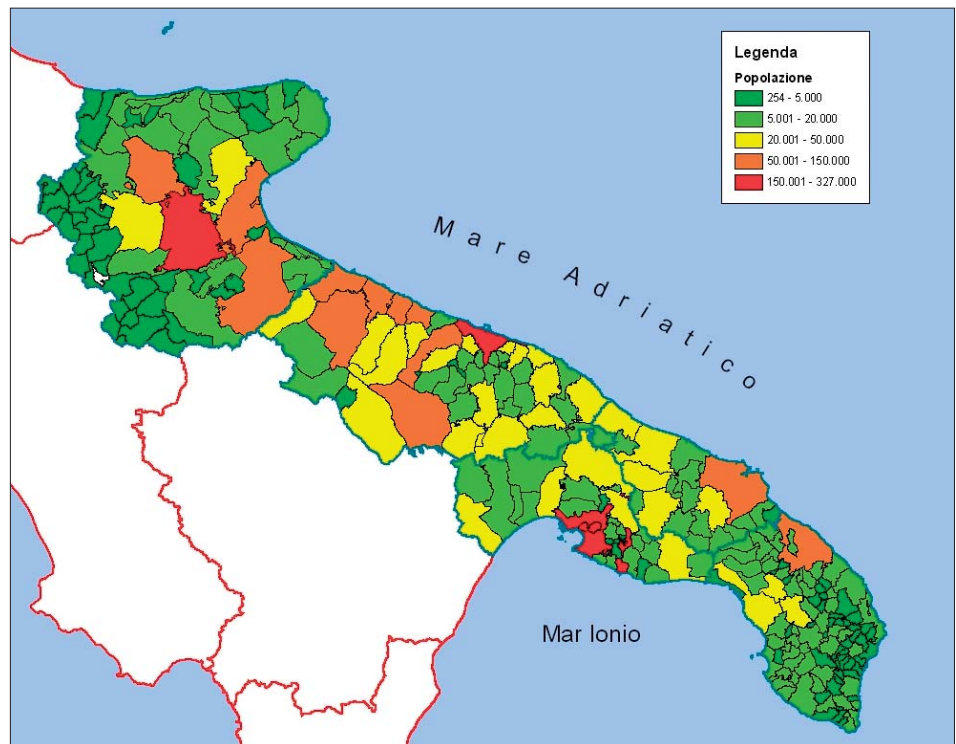 Legenda
Popolazione
254 - 5.000
5.001 - 20.000
20.001 - 50.000
50.001 - 150.000
150.001 - 327.000
Mare Adriatico
Mar Ionio